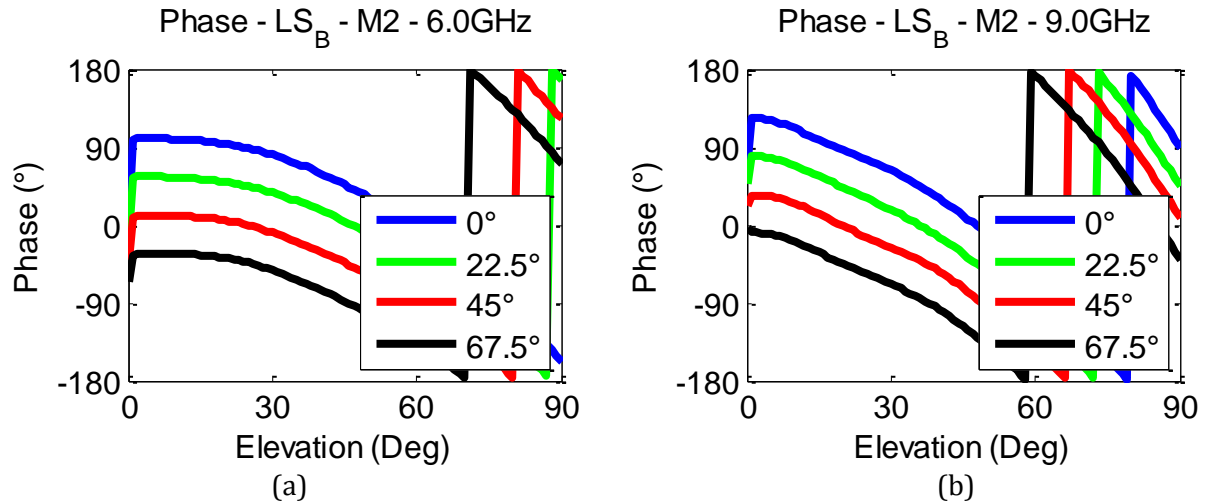 Phase - LS_B - M2 - 6.0GHz
180
90
0
-90
-180
Phase (°)
0 30 60 90
Elevation (Deg)
0°
22.5°
45°
67.5°
(a)
Phase - LS_B - M2 - 9.0GHz
180
90
0
-90
-180
Phase (°)
0 30 60 90
Elevation (Deg)
0°
22.5°
45°
67.5°
(b)